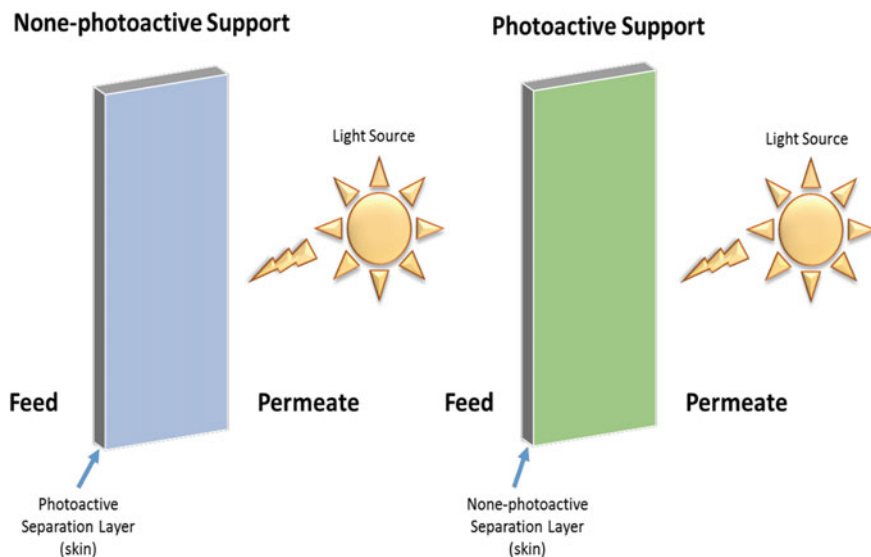 None-photoactive Support
Light Source
Feed
Permeate
Photoactive
Separation Layer
(skin)
Photoactive Support
Light Source
Feed
Permeate
None-photoactive
Separation Layer
(skin)